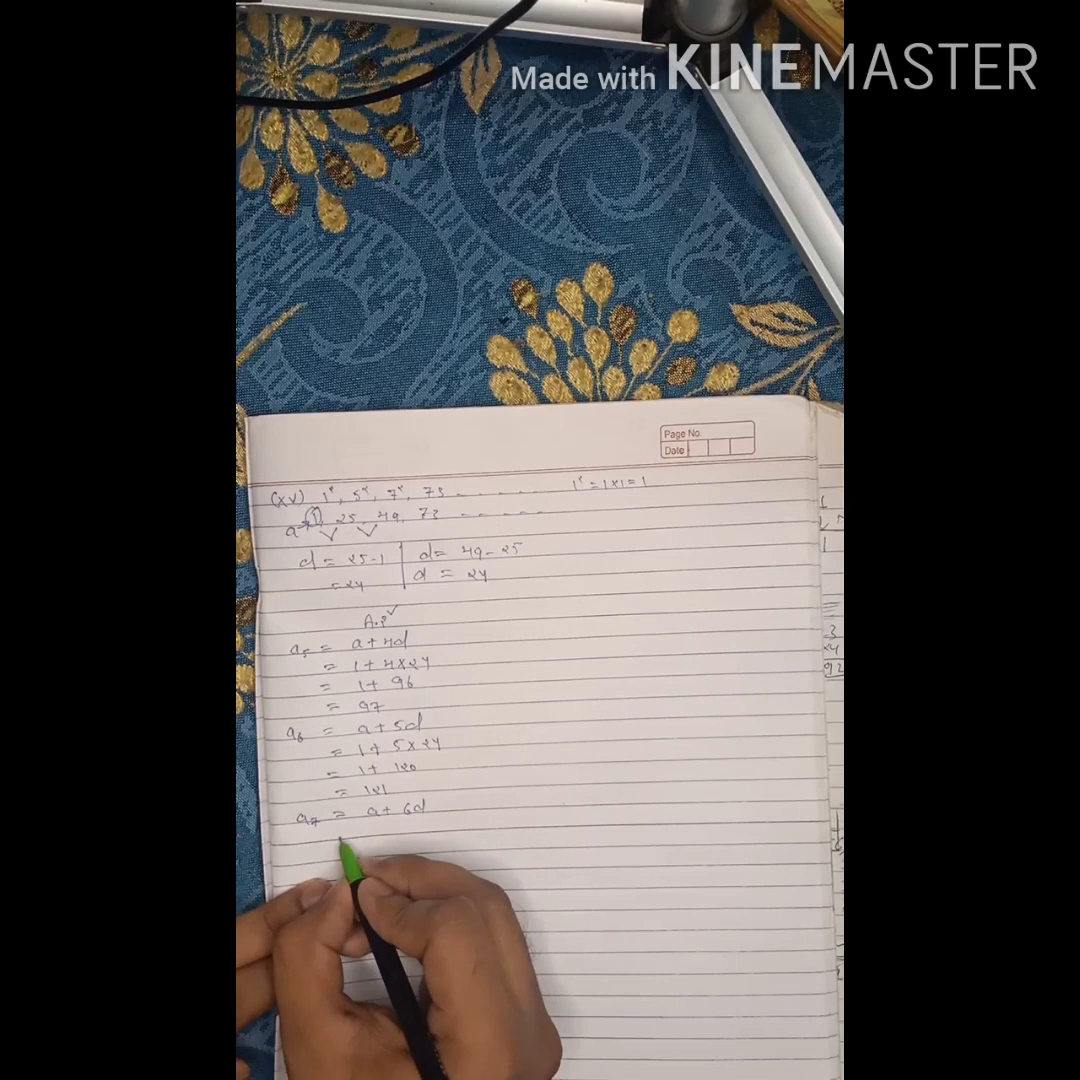 Made with KINEMASTER
Page No.
Date
(xv) 1², 5², 7², 73 - - - - - - 1² = 1×1 = 1
a→1, 25, 49, 73 - - - - - - -
d = 25-1 | d = 49-25
= 24 | d = 24
A.P ✓
a₅ = a+4d
= 1+ 4×24
= 1+ 96
= 97
a₆ = a+5d
= 1+ 5×24
= 1+ 120
= 121
a₇ = a+ 6d